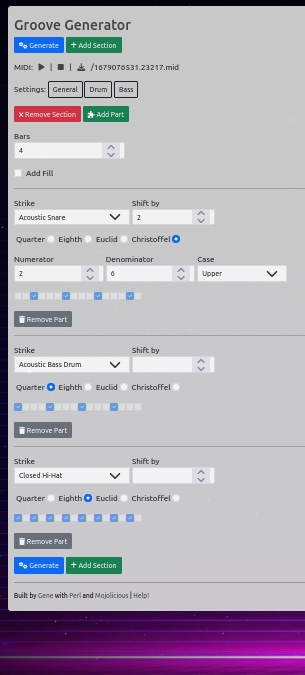 Groove Generator
Generate + Add Section
MIDI: | | /1679076531.23217.mid
Settings: General Drum Bass
x Remove Section Add Part
Bars
4
Add Fill
Strike Shift by
Acoustic Snare 2
Quarter Eighth Euclid Christoffel
Numerator Denominator Case
2 6 Upper
Remove Part
Strike Shift by
Acoustic Bass Drum
Quarter Eighth Euclid Christoffel
Remove Part
Strike Shift by
Closed Hi-Hat
Quarter Eighth Euclid Christoffel
Remove Part
Generate + Add Section
Built by Gene with Perl and Mojolicious | Help!